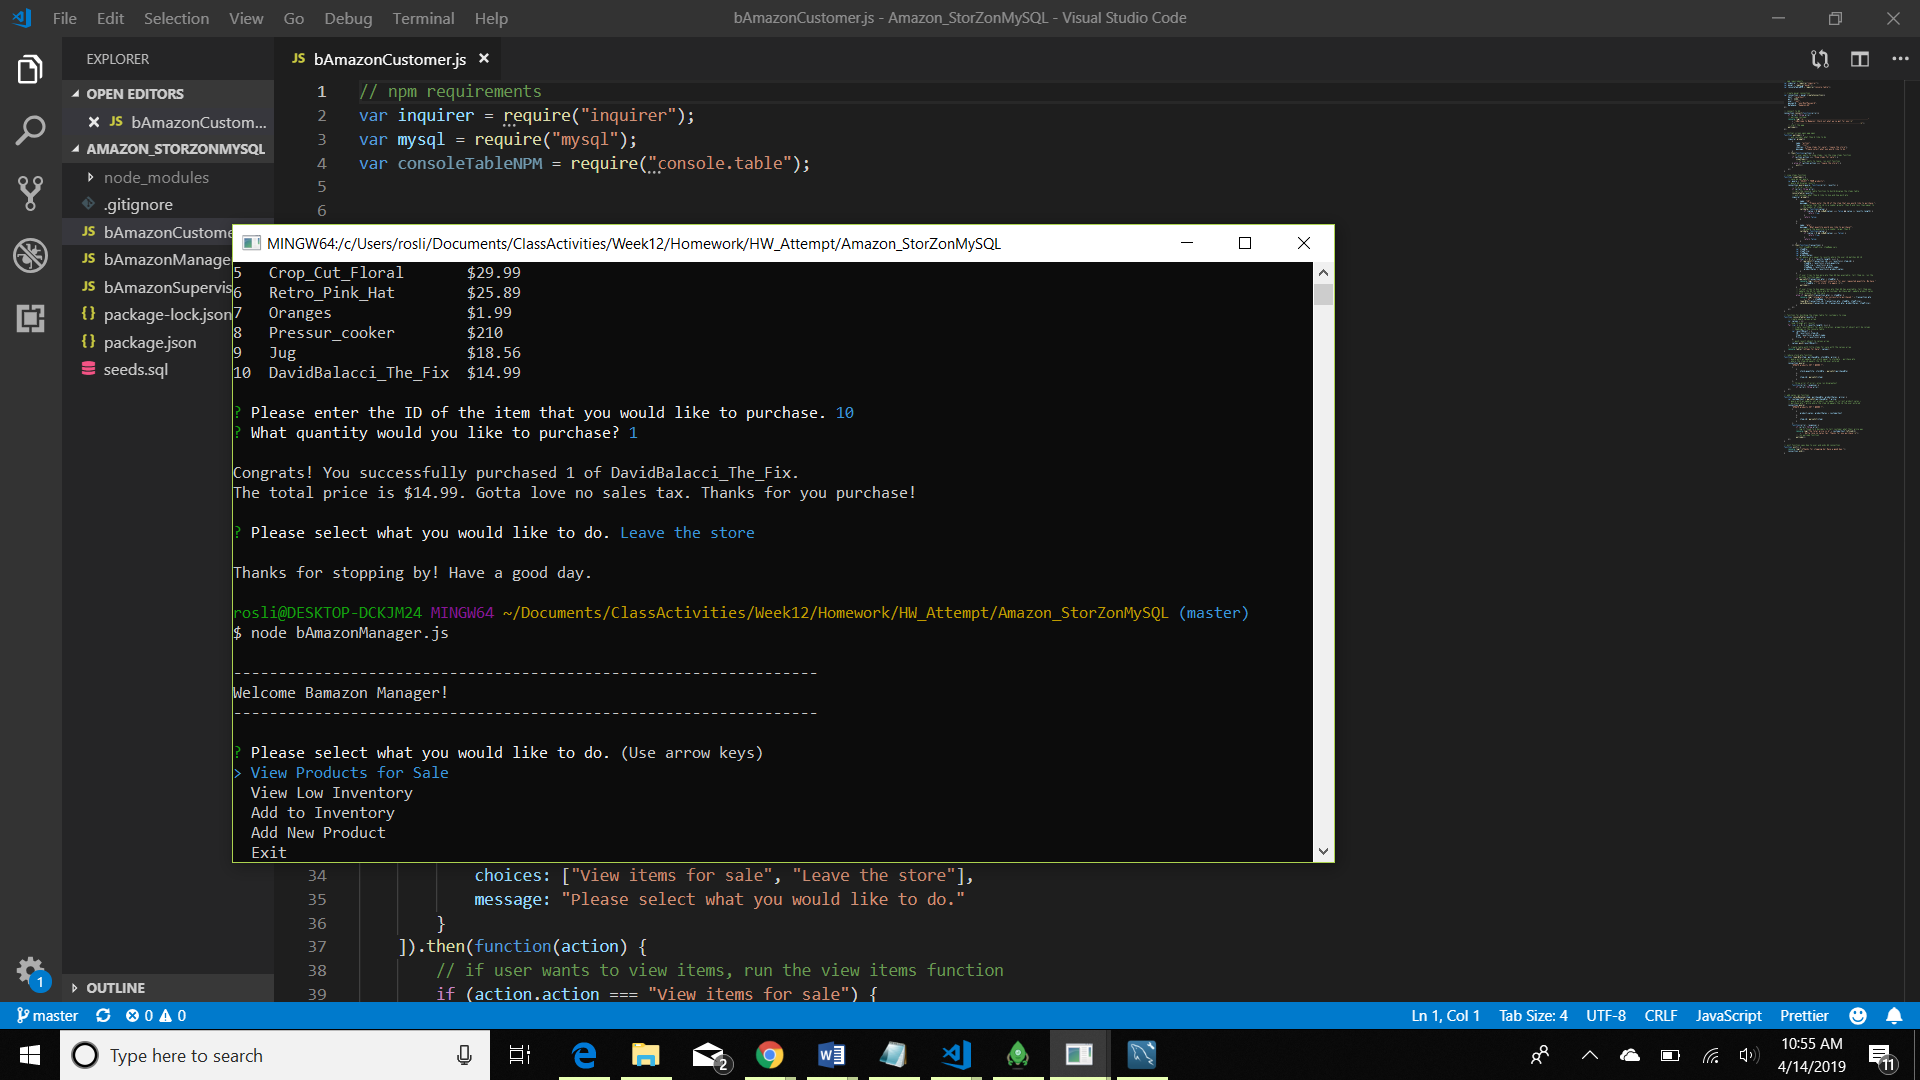 File Edit Selection View Go Debug Terminal Help
bAmazonCustomer.js - Amazon_StorZonMySQL - Visual Studio Code
EXPLORER
OPEN EDITORS
JS bAmazonCustom...
AMAZON_STORZONMYSQL
node_modules
.gitignore
JS bAmazonCustome
JS bAmazonManage
JS bAmazonSupervis
{} package-lock.json
{} package.json
seeds.sql
OUTLINE
JS bAmazonCustomer.js
1 // npm requirements
2 var inquirer = require("inquirer");
3 var mysql = require("mysql");
4 var consoleTableNPM = require("console.table");
5
6
MINGW64:/c/Users/rosli/Documents/ClassActivities/Week12/Homework/HW_Attempt/Amazon_StorZonMySQL
5 Crop_Cut_Floral $29.99
6 Retro_Pink_Hat $25.89
7 Oranges $1.99
8 Pressur_cooker $210
9 Jug $18.56
10 DavidBalacci_The_Fix $14.99
? Please enter the ID of the item that you would like to purchase. 10
? What quantity would you like to purchase? 1
Congrats! You successfully purchased 1 of DavidBalacci_The_Fix.
The total price is $14.99. Gotta love no sales tax. Thanks for you purchase!
? Please select what you would like to do. Leave the store
Thanks for stopping by! Have a good day.
rosli@DESKTOP-DCKJM24 MINGW64 ~/Documents/ClassActivities/Week12/Homework/HW_Attempt/Amazon_StorZonMySQL (master)
$ node bAmazonManager.js
-----------------------------------------------------------------
Welcome Bamazon Manager!
-----------------------------------------------------------------
? Please select what you would like to do. (Use arrow keys)
> View Products for Sale
View Low Inventory
Add to Inventory
Add New Product
Exit
34 choices: ["View items for sale", "Leave the store"],
35 message: "Please select what you would like to do."
36 }
37 ]).then(function(action) {
38 // if user wants to view items, run the view items function
39 if (action.action === "View items for sale") {
1
master 0 0
Ln 1, Col 1 Tab Size: 4 UTF-8 CRLF JavaScript Prettier
Type here to search
2
10:55 AM
4/14/2019
11